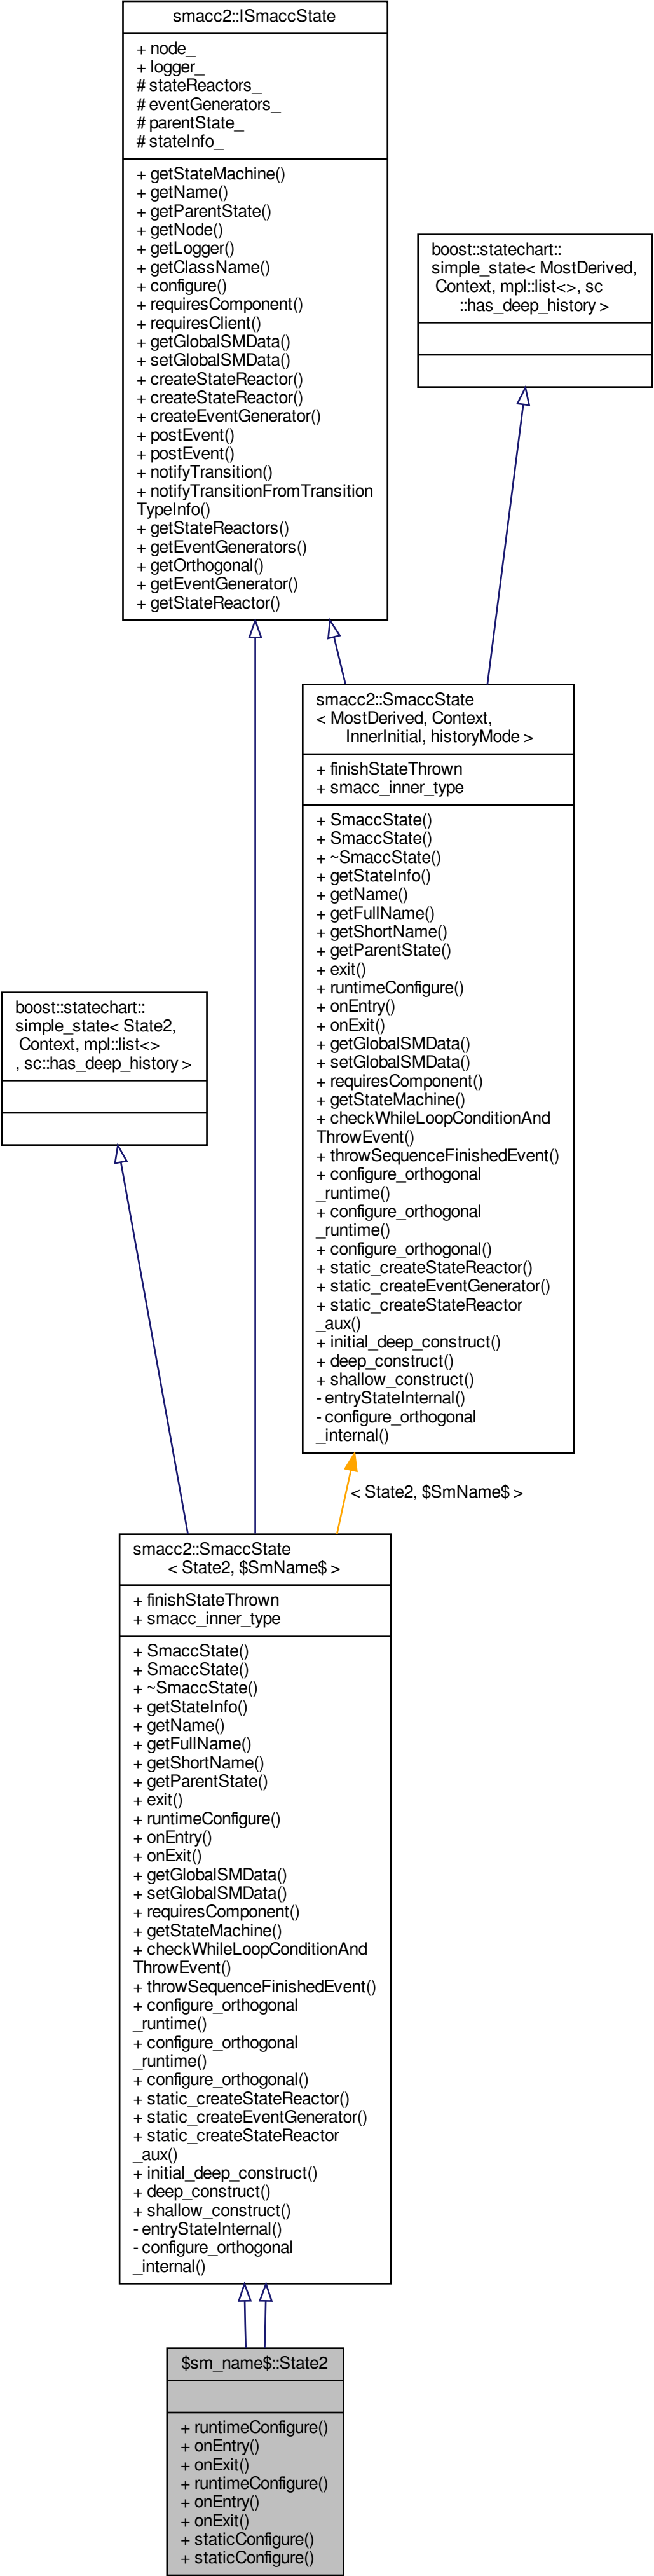 smacc2::ISmaccState
+ node_
+ logger_
# stateReactors_
# eventGenerators_
# parentState_
# stateInfo_
+ getStateMachine()
+ getName()
+ getParentState()
+ getNode()
+ getLogger()
+ getClassName()
+ configure()
+ requiresComponent()
+ requiresClient()
+ getGlobalSMData()
+ setGlobalSMData()
+ createStateReactor()
+ createStateReactor()
+ createEventGenerator()
+ postEvent()
+ postEvent()
+ notifyTransition()
+ notifyTransitionFromTransition
TypeInfo()
+ getStateReactors()
+ getEventGenerators()
+ getOrthogonal()
+ getEventGenerator()
+ getStateReactor()
boost::statechart::
simple_state< MostDerived,
Context, mpl::list<>, sc
::has_deep_history >
smacc2::SmaccState
< MostDerived, Context,
InnerInitial, historyMode >
+ finishStateThrown
+ smacc_inner_type
+ SmaccState()
+ SmaccState()
+ ~SmaccState()
+ getStateInfo()
+ getName()
+ getFullName()
+ getShortName()
+ getParentState()
+ exit()
+ runtimeConfigure()
+ onEntry()
+ onExit()
+ getGlobalSMData()
+ setGlobalSMData()
+ requiresComponent()
+ getStateMachine()
+ checkWhileLoopConditionAnd
ThrowEvent()
+ throwSequenceFinishedEvent()
+ configure_orthogonal
_runtime()
+ configure_orthogonal
_runtime()
+ configure_orthogonal()
+ static_createStateReactor()
+ static_createEventGenerator()
+ static_createStateReactor
_aux()
+ initial_deep_construct()
+ deep_construct()
+ shallow_construct()
- entryStateInternal()
- configure_orthogonal
_internal()
boost::statechart::
simple_state< State2,
Context, mpl::list<>
, sc::has_deep_history >
< State2, $SmName$ >
smacc2::SmaccState
< State2, $SmName$ >
+ finishStateThrown
+ smacc_inner_type
+ SmaccState()
+ SmaccState()
+ ~SmaccState()
+ getStateInfo()
+ getName()
+ getFullName()
+ getShortName()
+ getParentState()
+ exit()
+ runtimeConfigure()
+ onEntry()
+ onExit()
+ getGlobalSMData()
+ setGlobalSMData()
+ requiresComponent()
+ getStateMachine()
+ checkWhileLoopConditionAnd
ThrowEvent()
+ throwSequenceFinishedEvent()
+ configure_orthogonal
_runtime()
+ configure_orthogonal
_runtime()
+ configure_orthogonal()
+ static_createStateReactor()
+ static_createEventGenerator()
+ static_createStateReactor
_aux()
+ initial_deep_construct()
+ deep_construct()
+ shallow_construct()
- entryStateInternal()
- configure_orthogonal
_internal()
$sm_name$::State2
+ runtimeConfigure()
+ onEntry()
+ onExit()
+ runtimeConfigure()
+ onEntry()
+ onExit()
+ staticConfigure()
+ staticConfigure()